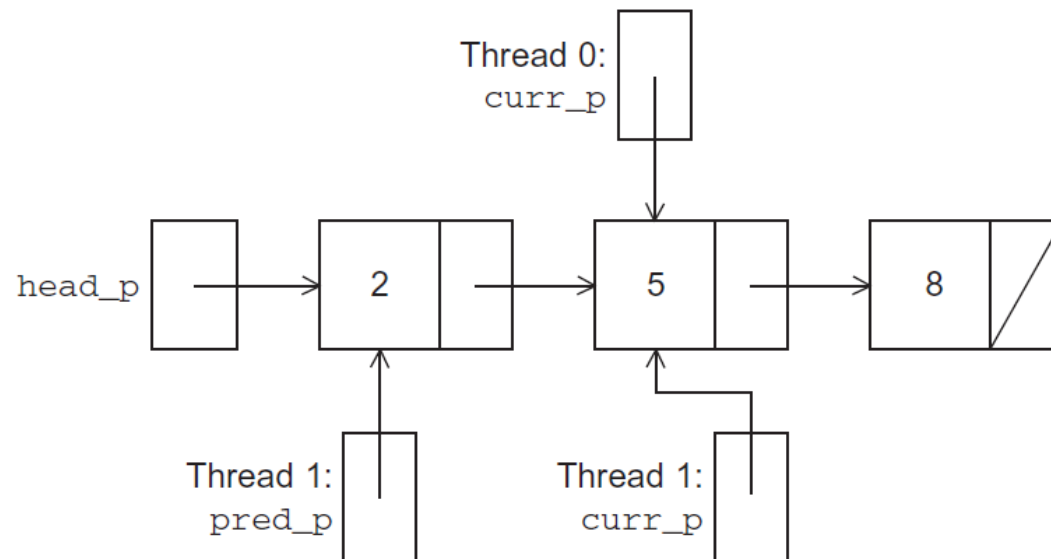 Thread 0:
curr_p
head_p
2
5
8
Thread 1:
pred_p
Thread 1:
curr_p